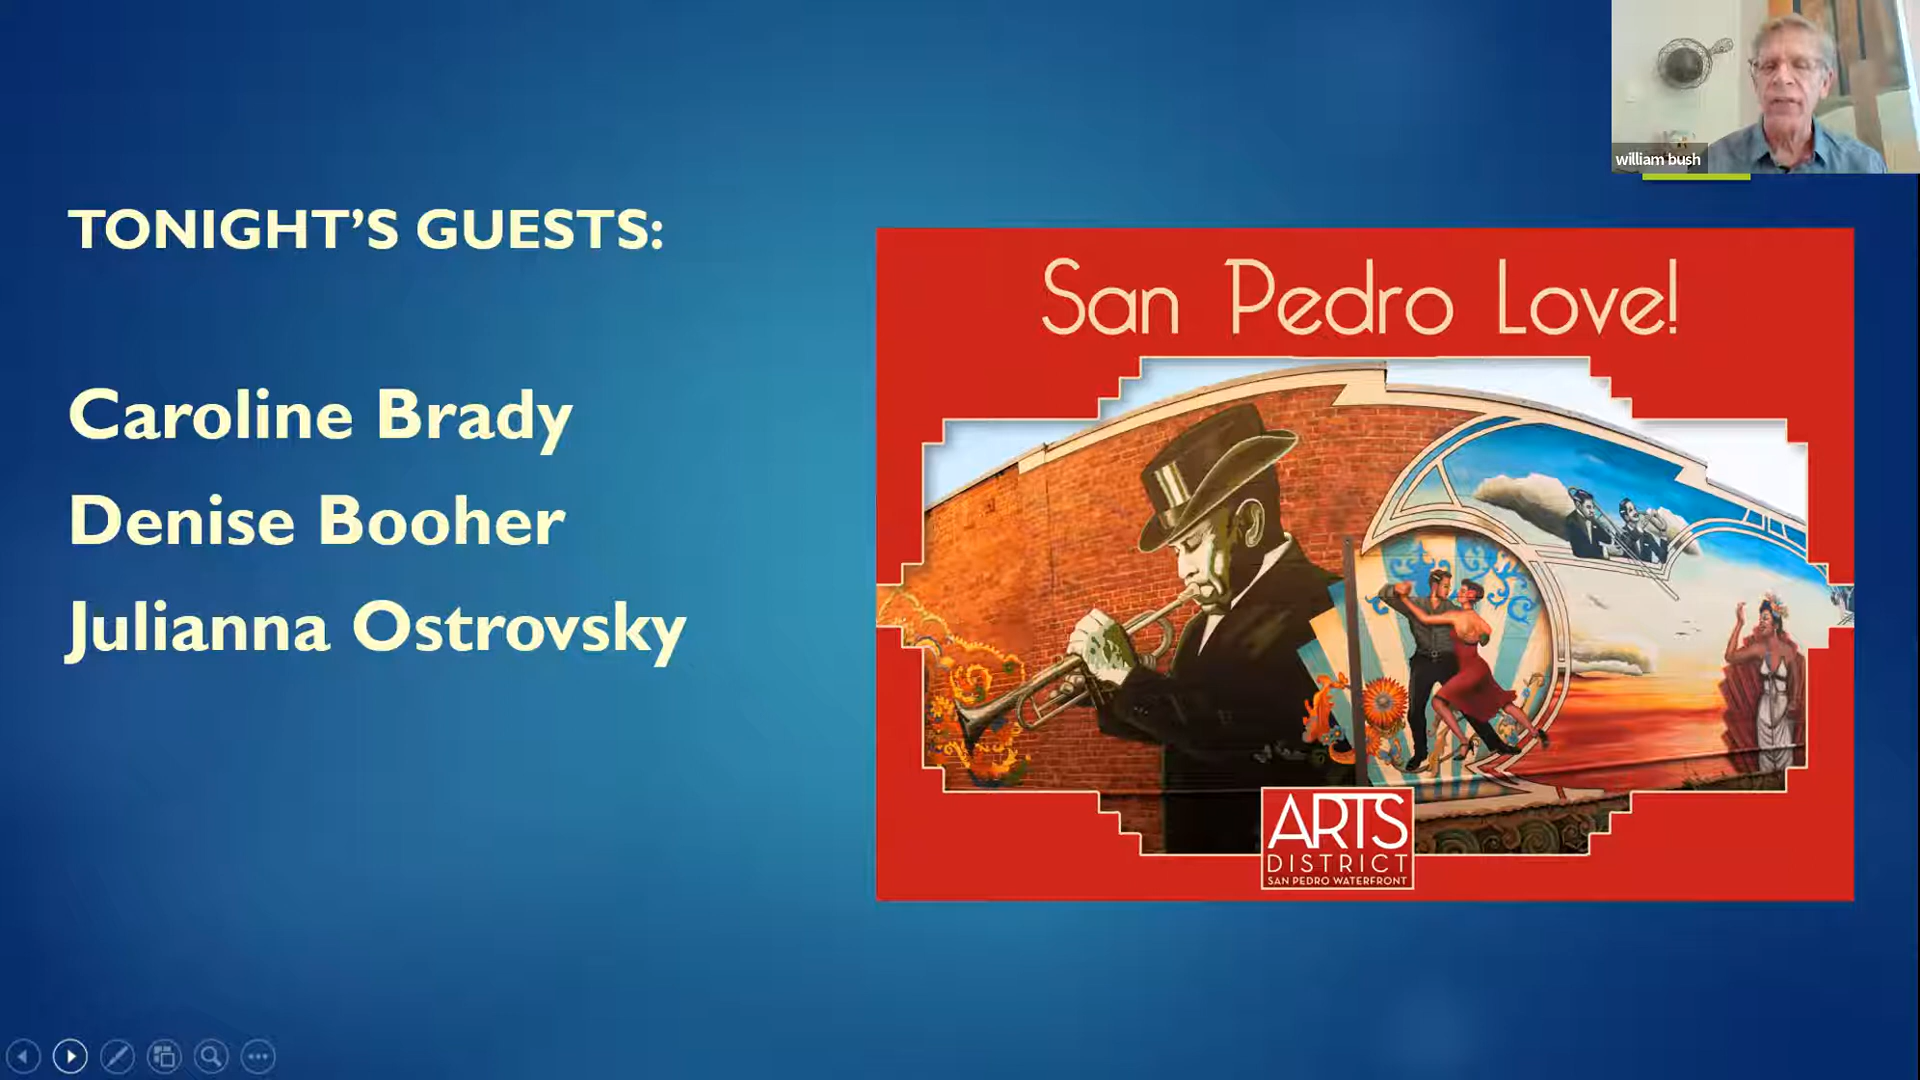 william bush
TONIGHT’S GUESTS:
Caroline Brady
Denise Booher
Julianna Ostrovsky
San Pedro Love!
ARTS
DISTRICT
SAN PEDRO WATERFRONT